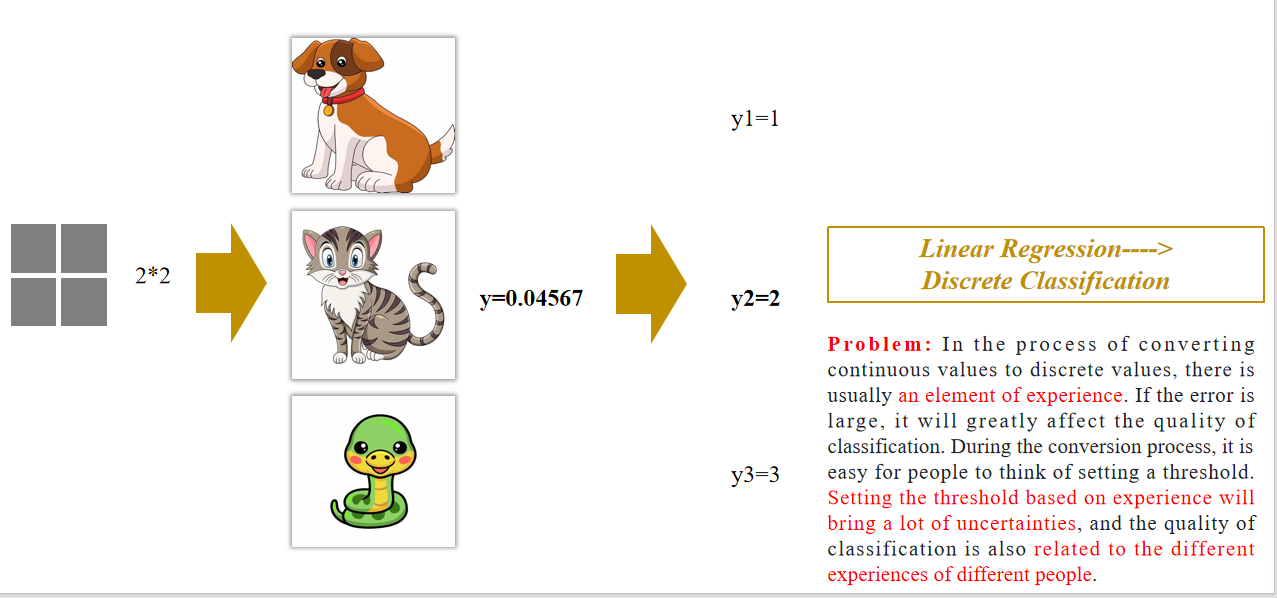 2*2
y=0.04567
y1=1
y2=2
y3=3
Linear Regression---->
Discrete Classification
Problem: In the process of converting
continuous values to discrete values, there is
usually an element of experience. If the error is
large, it will greatly affect the quality of
classification. During the conversion process, it is
easy for people to think of setting a threshold.
Setting the threshold based on experience will
bring a lot of uncertainties, and the quality of
classification is also related to the different
experiences of different people.